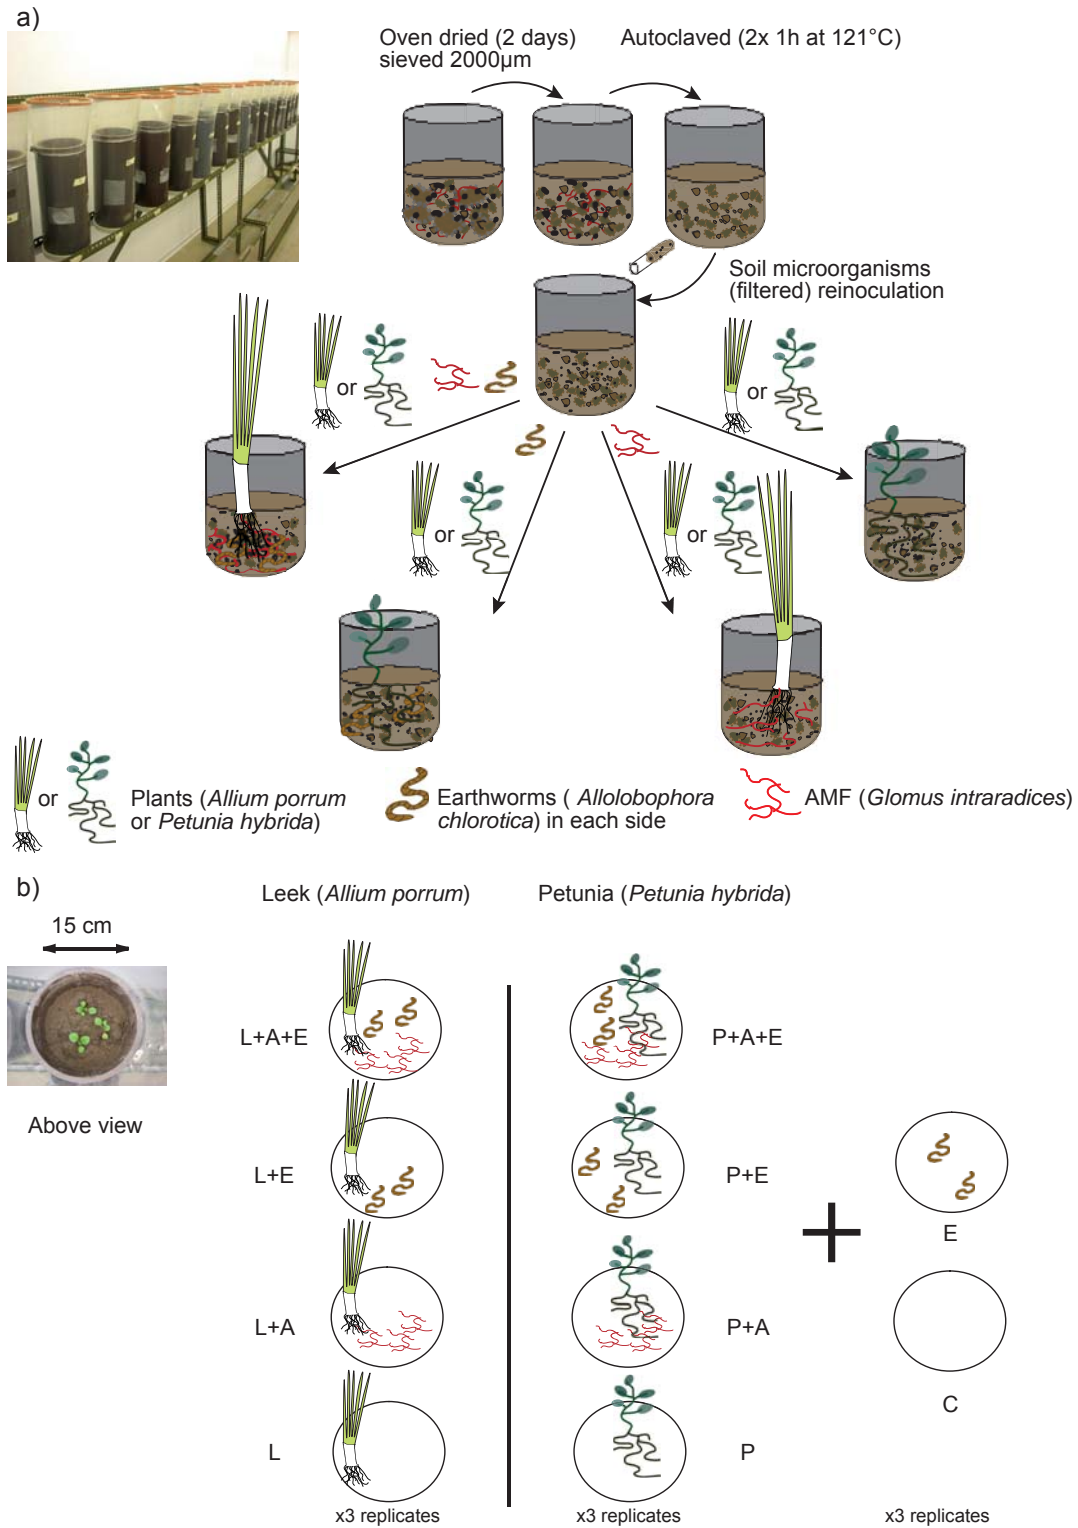 a)
Oven dried (2 days)
sieved 2000µm
Autoclaved (2x 1h at 121°C)
Soil microorganisms
(filtered) reinoculation
or
or
or
or
or
Plants (Allium porrum
or Petunia hybrida)
Earthworms ( Allolobophora
chlorotica) in each side
AMF (Glomus intraradices)
b)
Leek (Allium porrum)
Petunia (Petunia hybrida)
15 cm
Above view
L+A+E
P+A+E
L+E
P+E
E
L+A
P+A
C
L
P
x3 replicates
x3 replicates
x3 replicates